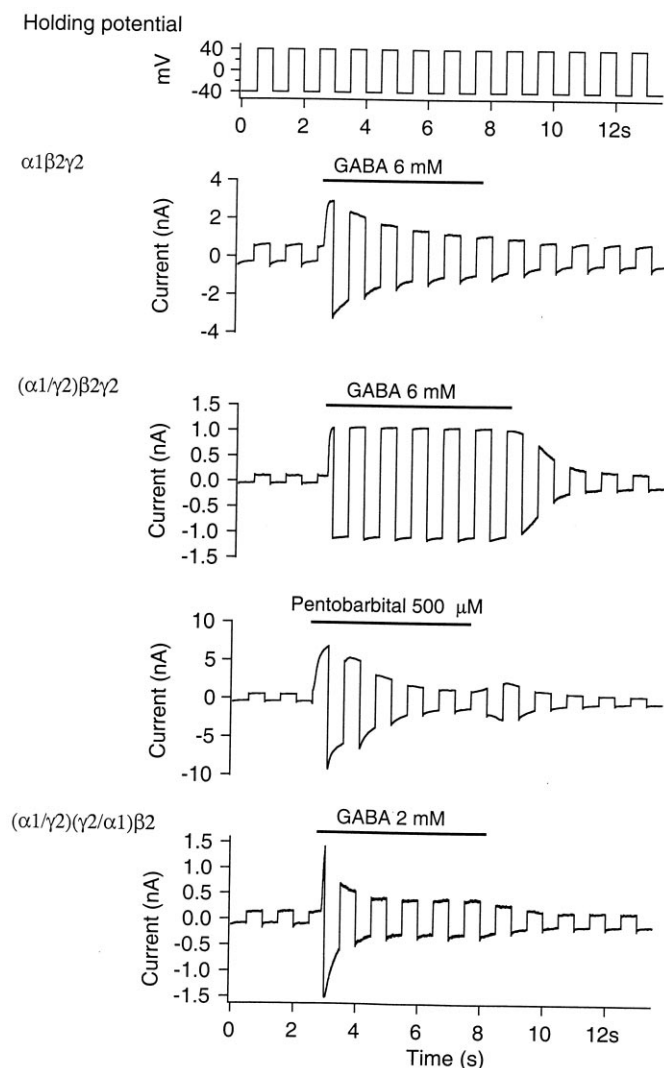 Holding potential
mV
40
0
-40
0 2 4 6 8 10 12s
α1β2γ2
GABA 6 mM
Current (nA)
4
2
0
-2
-4
(α1/γ2)β2γ2
GABA 6 mM
Current (nA)
1.5
1.0
0.5
0.0
-0.5
-1.0
-1.5
Pentobarbital 500 μM
Current (nA)
10
5
0
-5
-10
(α1/γ2)(γ2/α1)β2
GABA 2 mM
Current (nA)
1.5
1.0
0.5
0.0
-0.5
-1.0
-1.5
0 2 4 6 8 10 12s
Time (s)